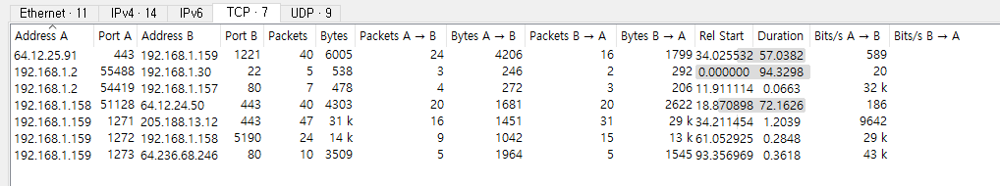 Ethernet · 11 IPv4 · 14 IPv6 TCP · 7 UDP · 9
Address A Port A Address B Port B Packets Bytes Packets A → B Bytes A → B Packets B → A Bytes B → A Rel Start Duration Bits/s A → B Bits/s B → A
64.12.25.91 443 192.168.1.159 1221 40 6005 24 4206 16 1799 34.025532 57.0382 589
192.168.1.2 55488 192.168.1.30 22 5 538 3 246 2 292 0.000000 94.3298 20
192.168.1.2 54419 192.168.1.157 80 7 478 4 272 3 206 11.911114 0.0663 32 k
192.168.1.158 51128 64.12.24.50 443 40 4303 20 1681 20 2622 18.870898 72.1626 186
192.168.1.159 1271 205.188.13.12 443 47 31 k 16 1451 31 29 k 34.211454 1.2039 9642
192.168.1.159 1272 192.168.1.158 5190 24 14 k 9 1042 15 13 k 61.052925 0.2848 29 k
192.168.1.159 1273 64.236.68.246 80 10 3509 5 1964 5 1545 93.356969 0.3618 43 k